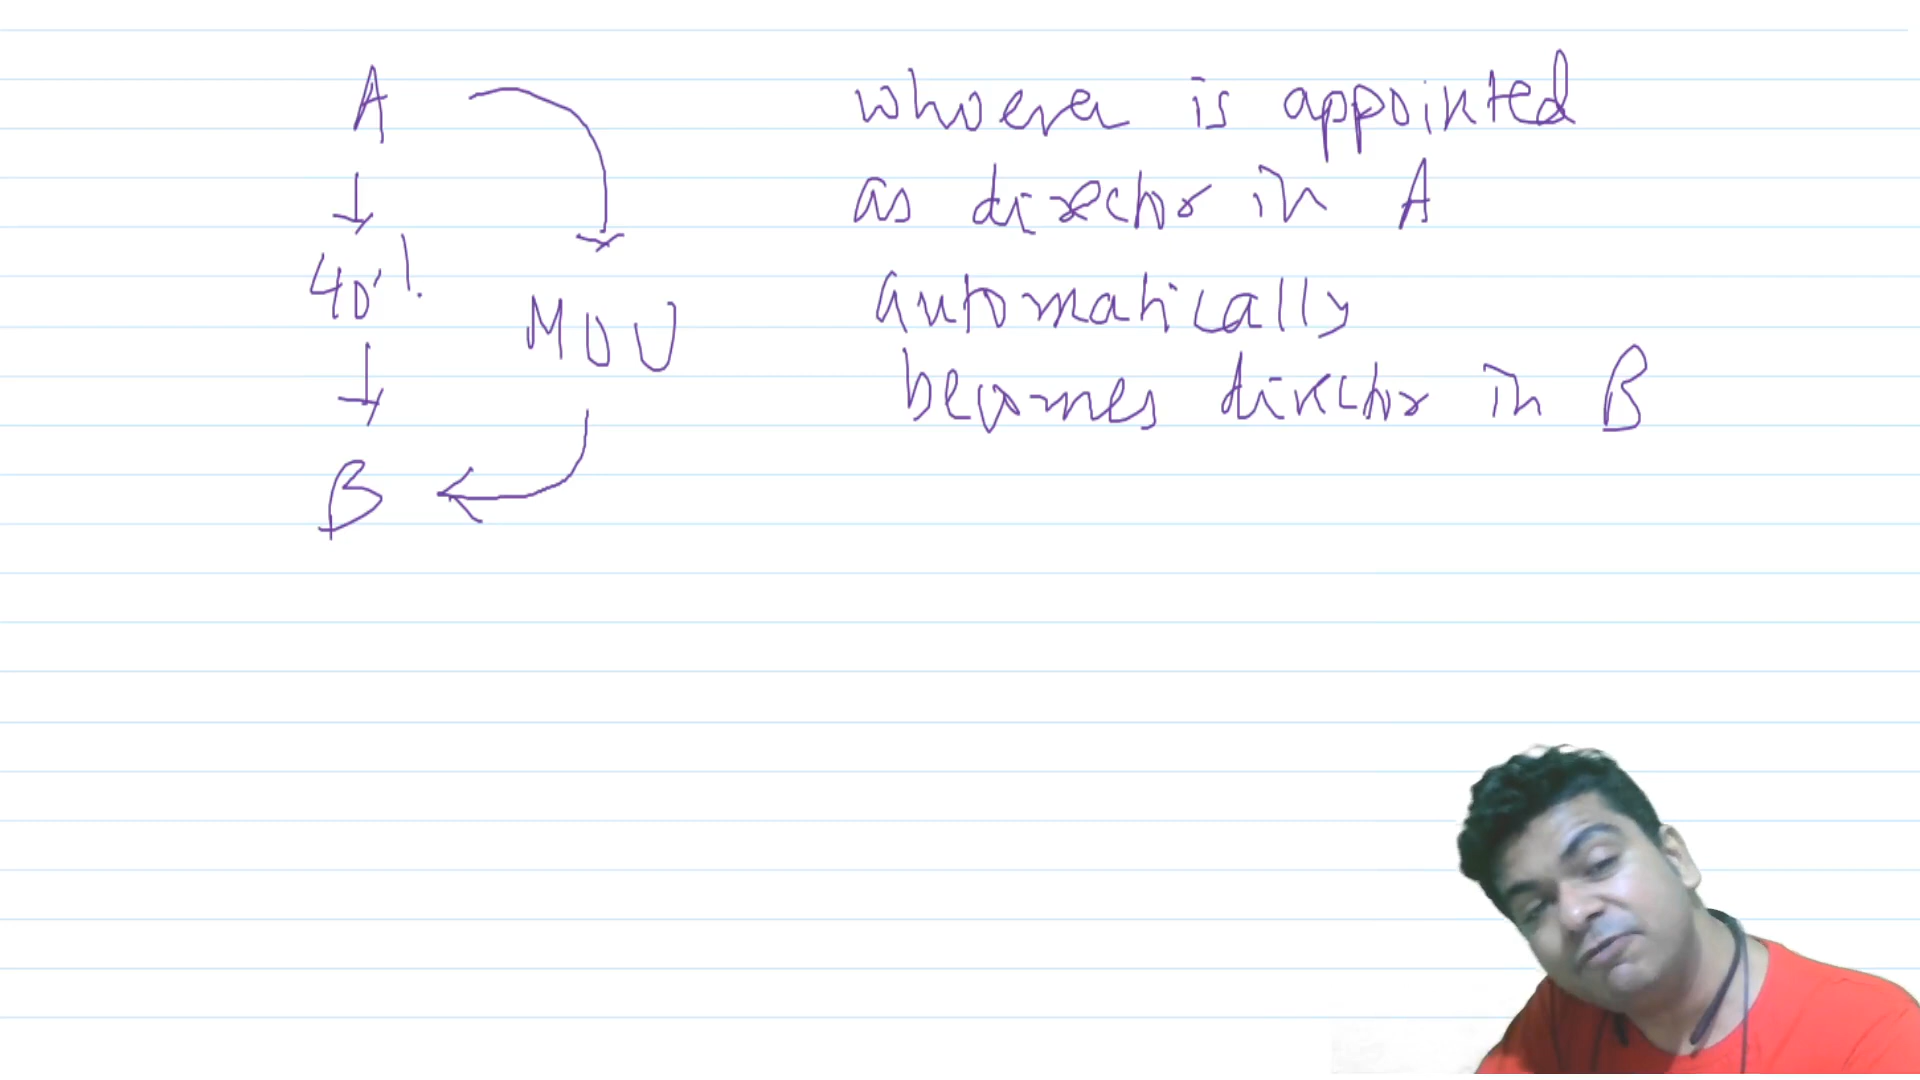 A
↓
40%
↓
B
MOU
whoever is appointed
as director in A
automatically
becomes director in B